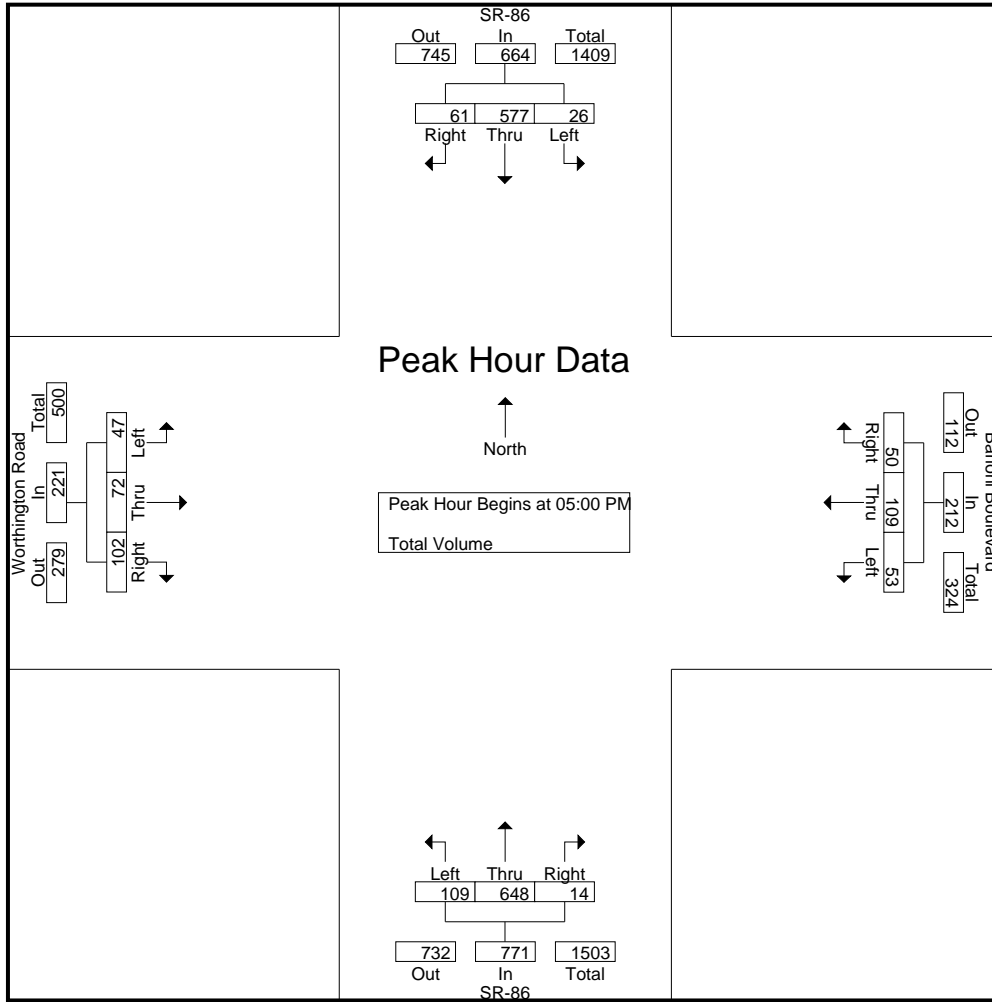 SR-86
Out In Total
745 664 1409
61 577 26
Right Thru Left
Peak Hour Data
North
Peak Hour Begins at 05:00 PM
Total Volume
Worthington Road
Total In Out
500 221 279
47 72 102
Left Thru Right
Right Thru Left
50 109 53
112 212 324
Out In Total
Boulevard
Left Thru Right
109 648 14
732 771 1503
Out In Total
SR-86